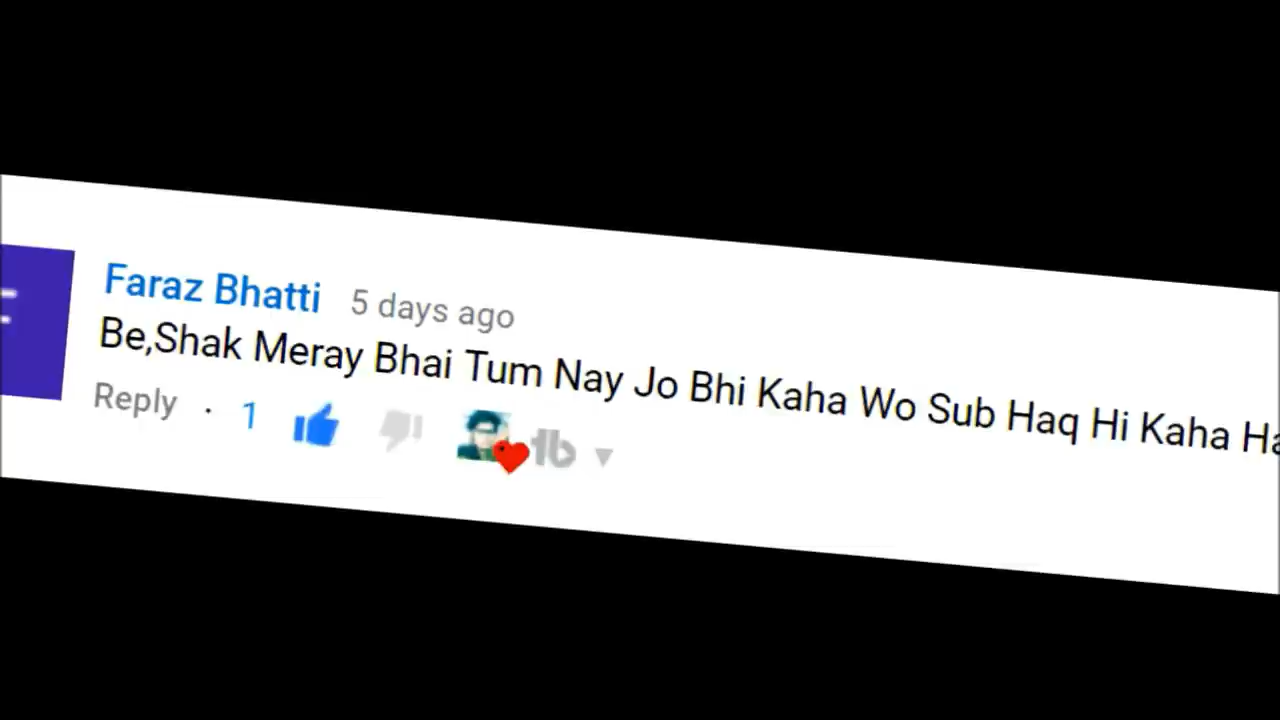 F
Faraz Bhatti 5 days ago
Be,Shak Meray Bhai Tum Nay Jo Bhi Kaha Wo Sub Haq Hi Kaha
Reply · 1